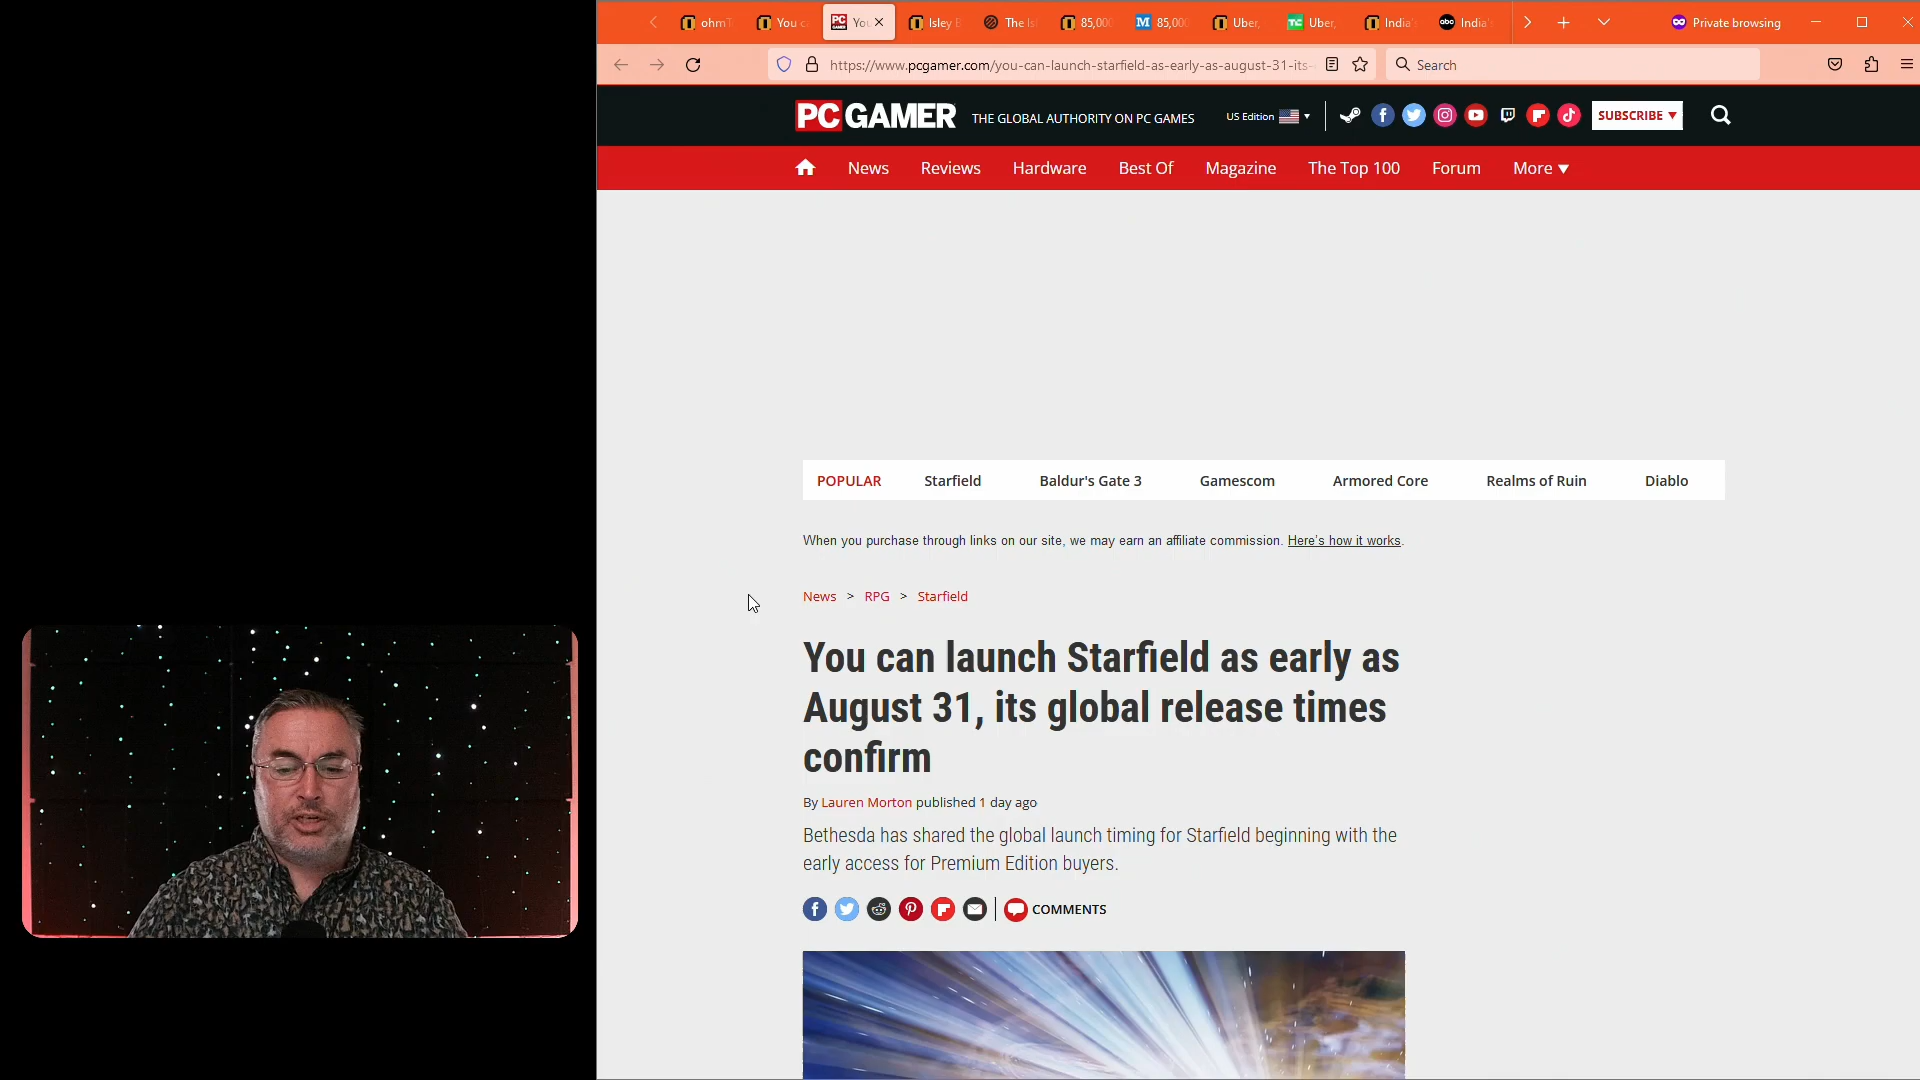 ohmT
You c
You
Isley B
The Is
85,000
85,000
Uber,
Uber,
India'
India'
Private browsing
https://www.pcgamer.com/you-can-launch-starfield-as-early-as-august-31-its-
Search
PC GAMER
THE GLOBAL AUTHORITY ON PC GAMES
US Edition
SUBSCRIBE
News
Reviews
Hardware
Best Of
Magazine
The Top 100
Forum
More
POPULAR
Starfield
Baldur's Gate 3
Gamescom
Armored Core
Realms of Ruin
Diablo
When you purchase through links on our site, we may earn an affiliate commission. Here's how it works.
News > RPG > Starfield
You can launch Starfield as early as
August 31, its global release times
confirm
By Lauren Morton published 1 day ago
Bethesda has shared the global launch timing for Starfield beginning with the
early access for Premium Edition buyers.
COMMENTS